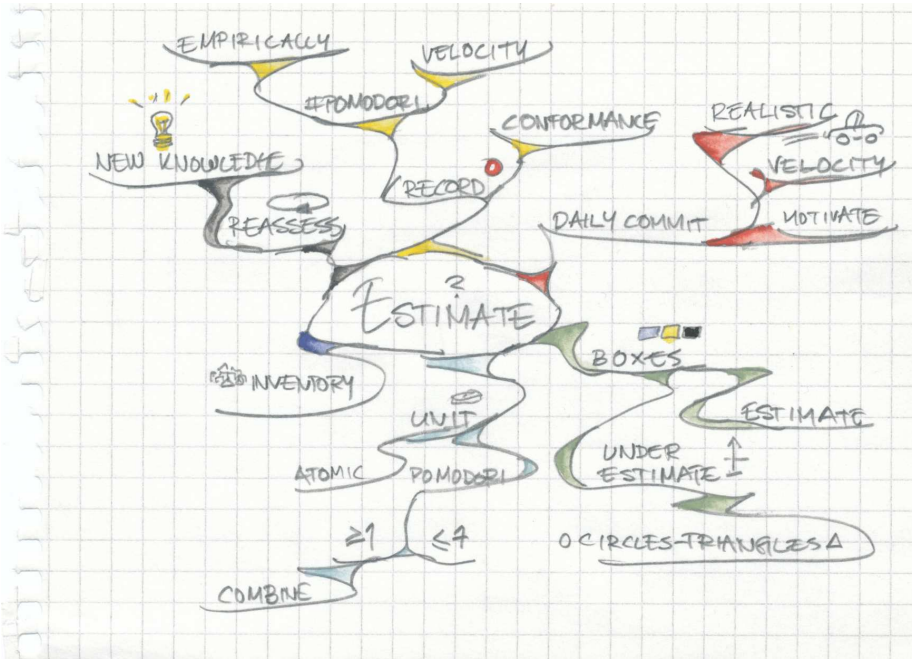 EMPIRICALLY
VELOCITY
#POMODORI
CONFORMANCE
REALISTIC
NEW KNOWLEDGE
VELOCITY
RECORD
REASSESS
DAILY COMMIT
MOTIVATE
?
ESTIMATE
BOXES
INVENTORY
UNIT
ESTIMATE
ATOMIC
POMODORI
UNDER
ESTIMATE
≥1
≤7
O CIRCLES-TRIANGLES Δ
COMBINE